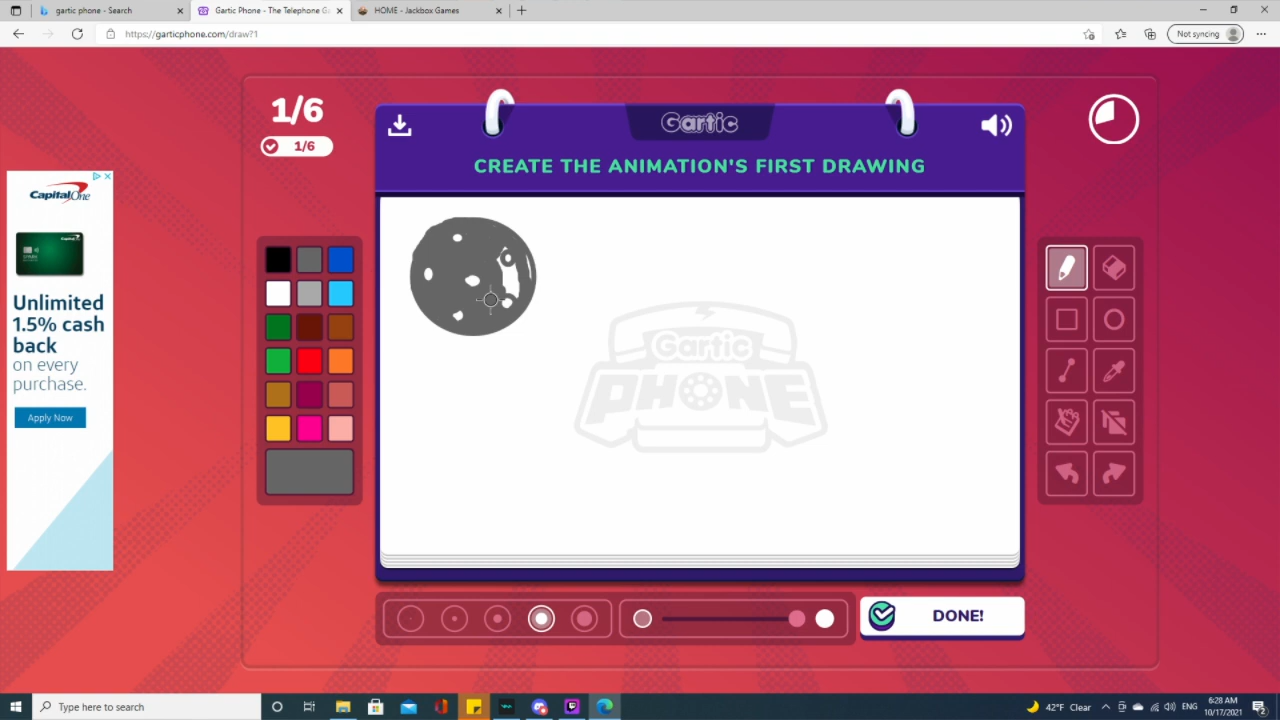 gartic phone - Search
Gartic Phone - The Telephone G
HOME - Jackbox Games
https://garticphone.com/draw?1
Not syncing
1/6
1/6
Gartic
CREATE THE ANIMATION'S FIRST DRAWING
Capital One
Unlimited
1.5% cash
back
on every
purchase.
Apply Now
Gartic
PHONE
DONE!
Type here to search
42°F Clear
ENG
6:28 AM
10/17/2021
2